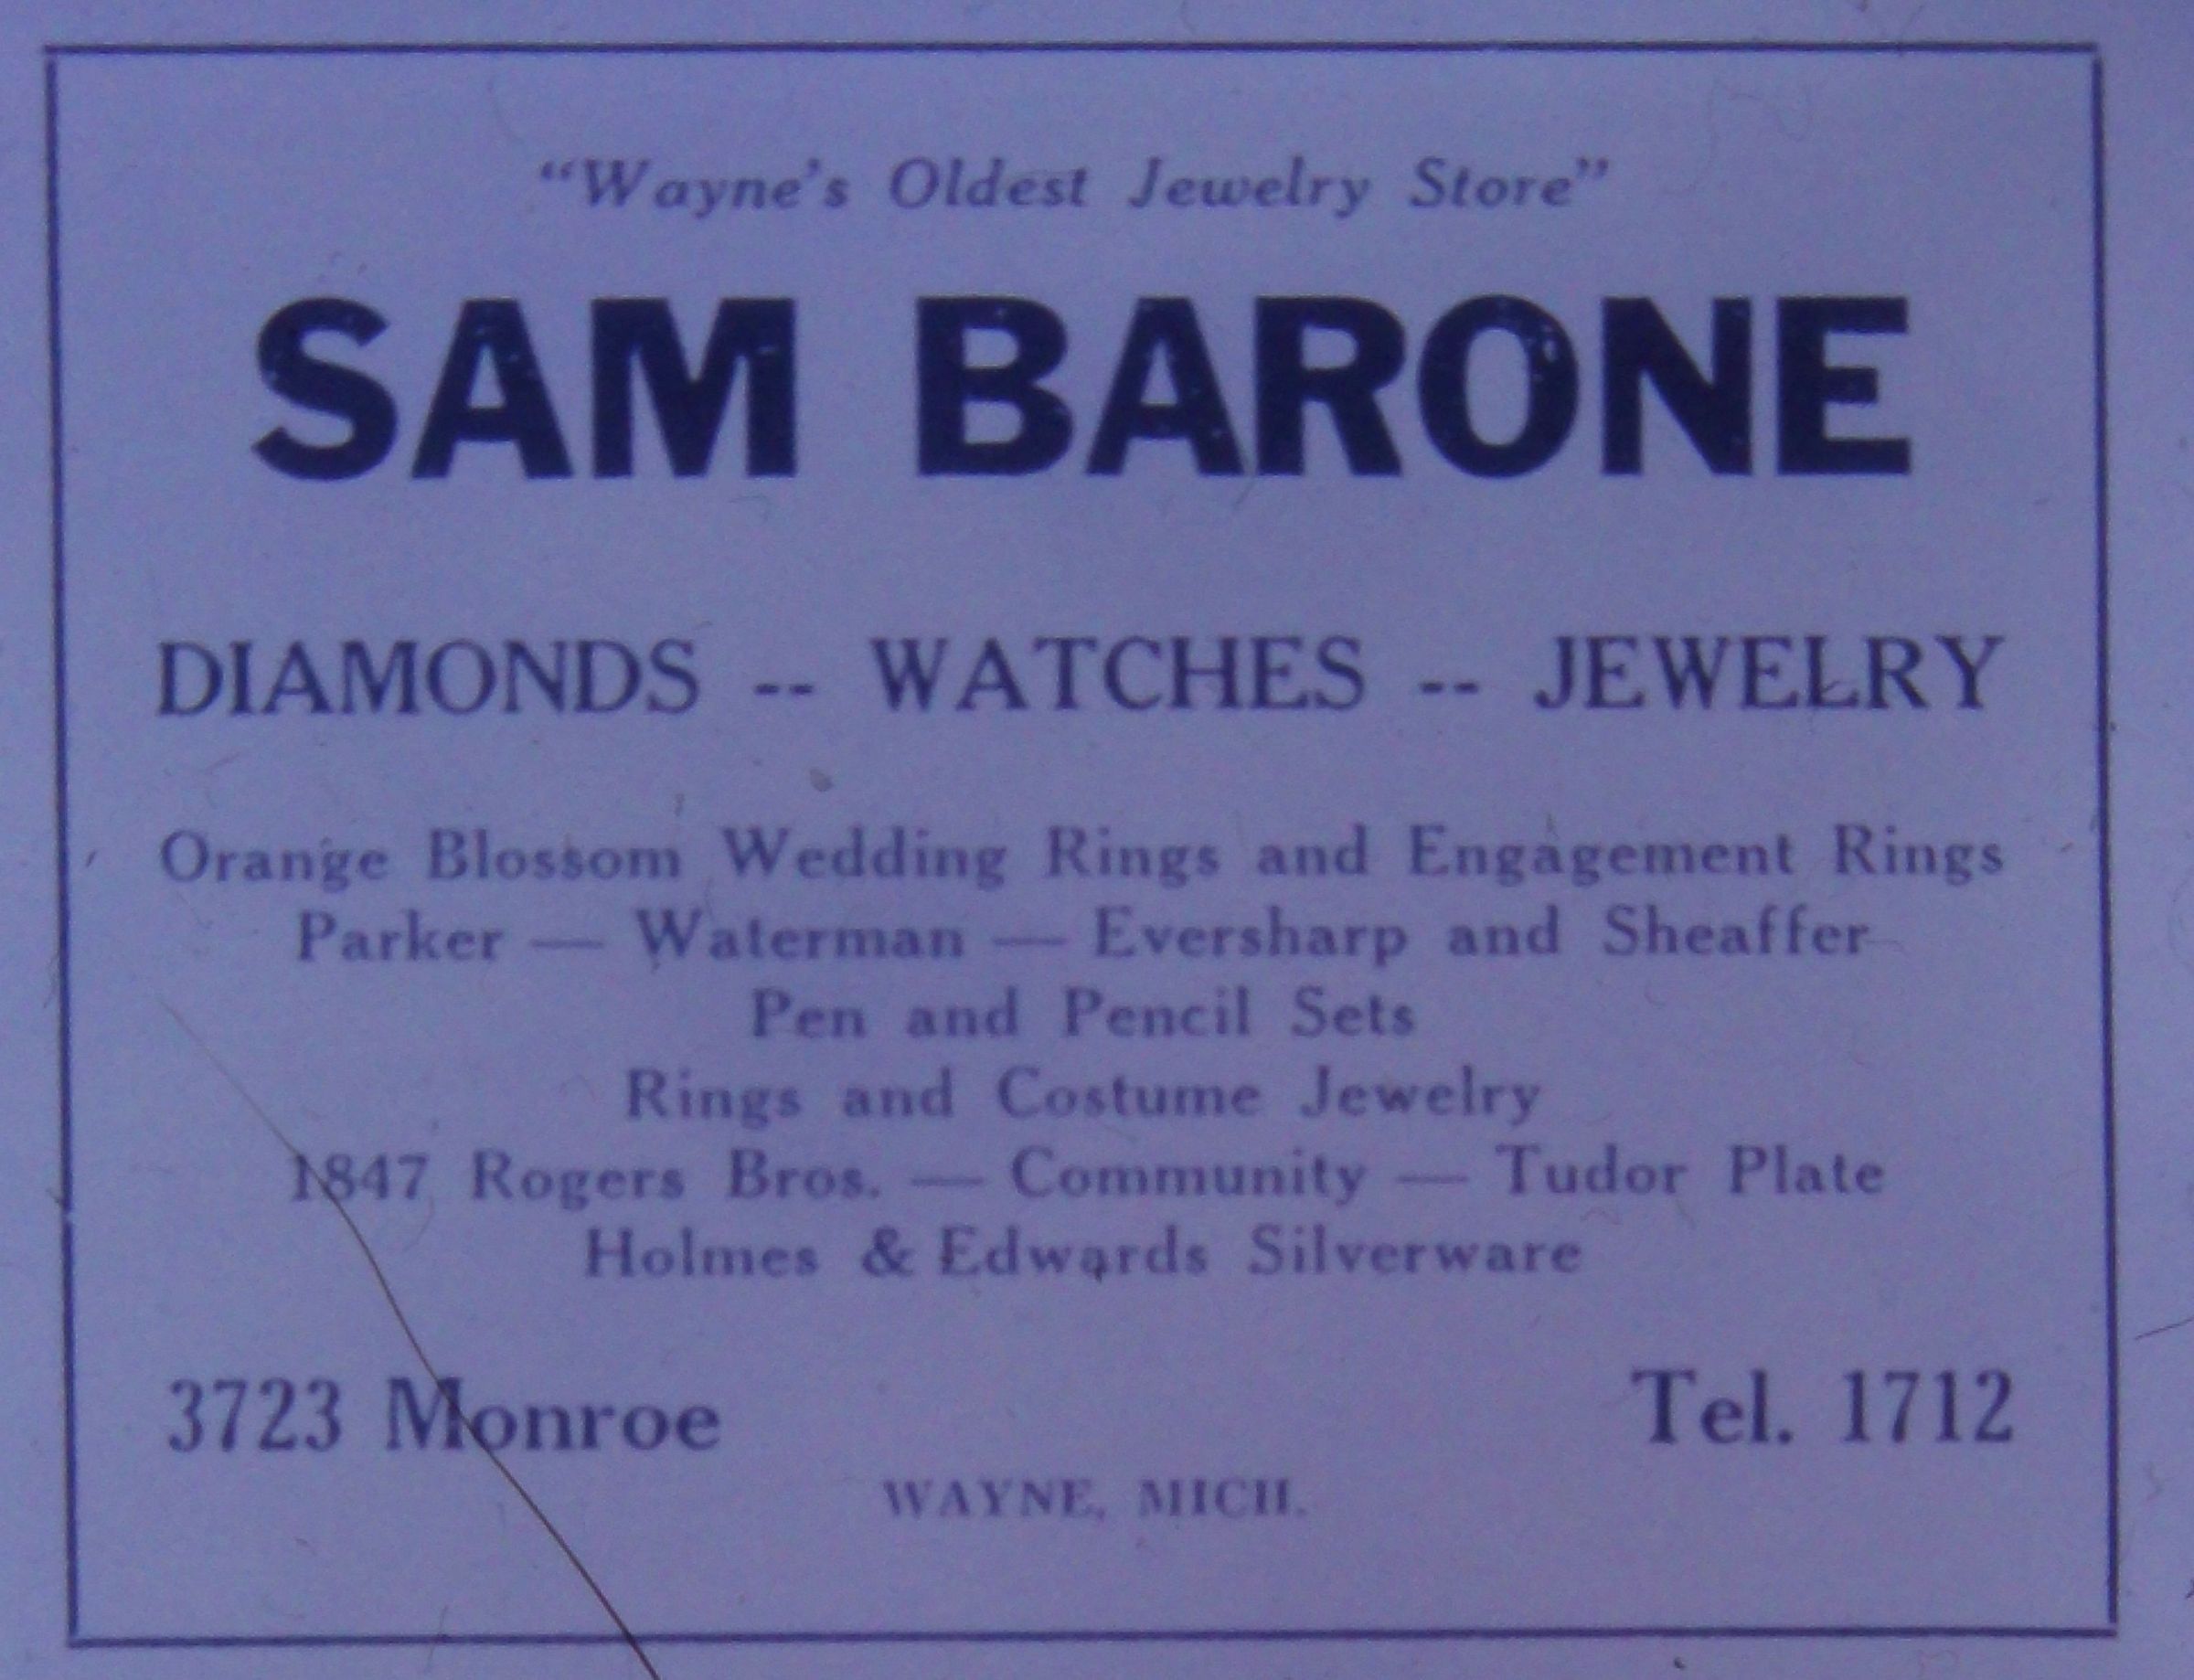 “Wayne’s Oldest Jewelry Store”
SAM BARONE
DIAMONDS -- WATCHES -- JEWELRY
Orange Blossom Wedding Rings and Engagement Rings
Parker — Waterman — Eversharp and Sheaffer
Pen and Pencil Sets
Rings and Costume Jewelry
1847 Rogers Bros. — Community — Tudor Plate
Holmes & Edwards Silverware
3723 Monroe Tel. 1712
WAYNE, MICH.